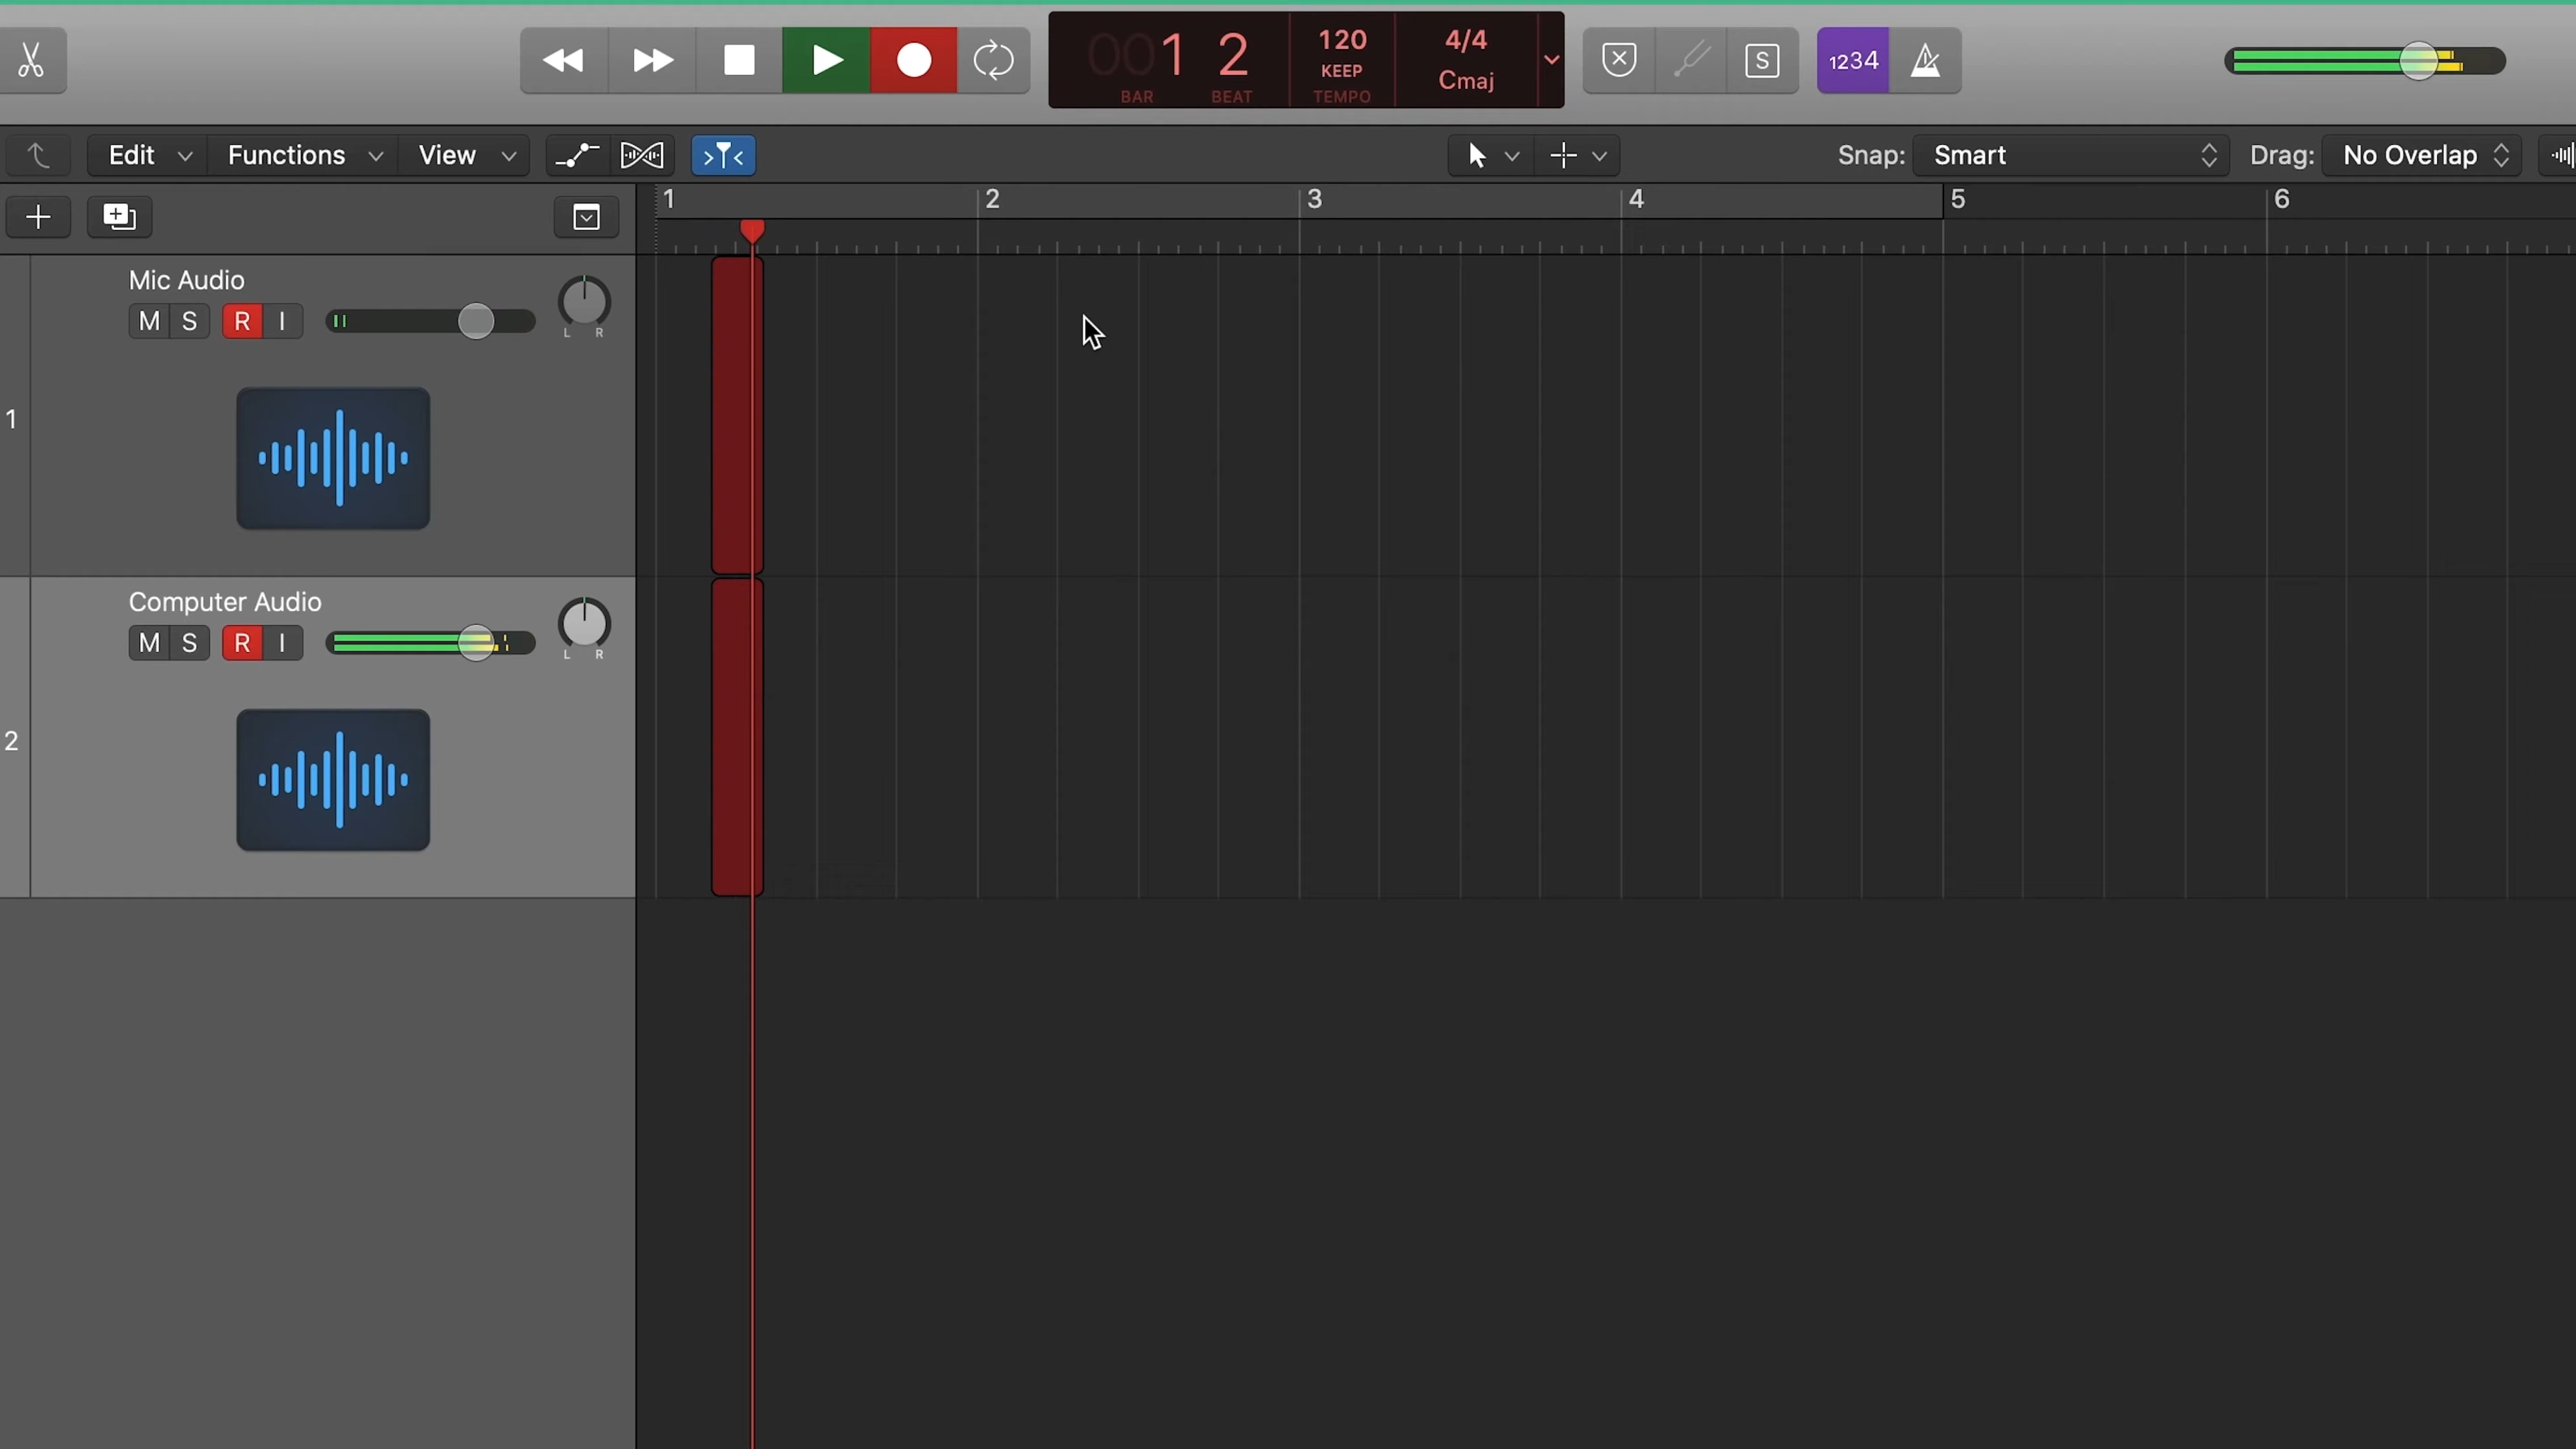 001 2 120 4/4
KEEP Cmaj
BAR BEAT TEMPO
S 1234
Edit Functions View Snap: Smart Drag: No Overlap
1 2 3 4 5 6
Mic Audio
M S R I
L R
1
Computer Audio
M S R I
L R
2